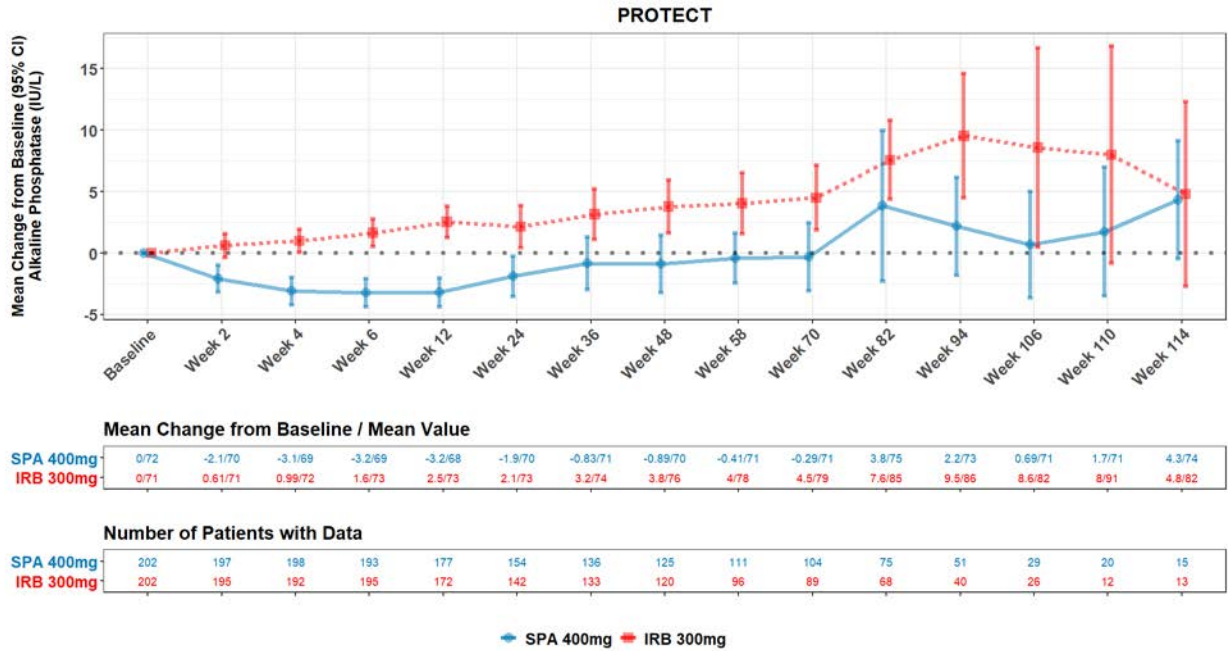 PROTECT
Mean Change from Baseline (95% CI)
Alkaline Phosphatase (IU/L)
15
10
5
0
-5
Baseline
Week 2
Week 4
Week 6
Week 12
Week 24
Week 36
Week 48
Week 58
Week 70
Week 82
Week 94
Week 106
Week 110
Week 114
Mean Change from Baseline / Mean Value
SPA 400mg 0/72 -2.1/70 -3.1/69 -3.2/69 -3.2/68 -1.9/70 -0.83/71 -0.89/70 -0.41/71 -0.29/71 3.8/75 2.2/73 0.69/71 1.7/71 4.3/74
IRB 300mg 0/71 0.61/71 0.99/72 1.6/73 2.5/73 2.1/73 3.2/74 3.8/76 4/78 4.5/79 7.6/85 9.5/86 8.6/82 8/91 4.8/82
Number of Patients with Data
SPA 400mg 202 197 198 193 177 154 136 125 111 104 75 51 29 20 15
IRB 300mg 202 195 192 195 172 142 133 120 96 89 68 40 26 12 13
SPA 400mg IRB 300mg